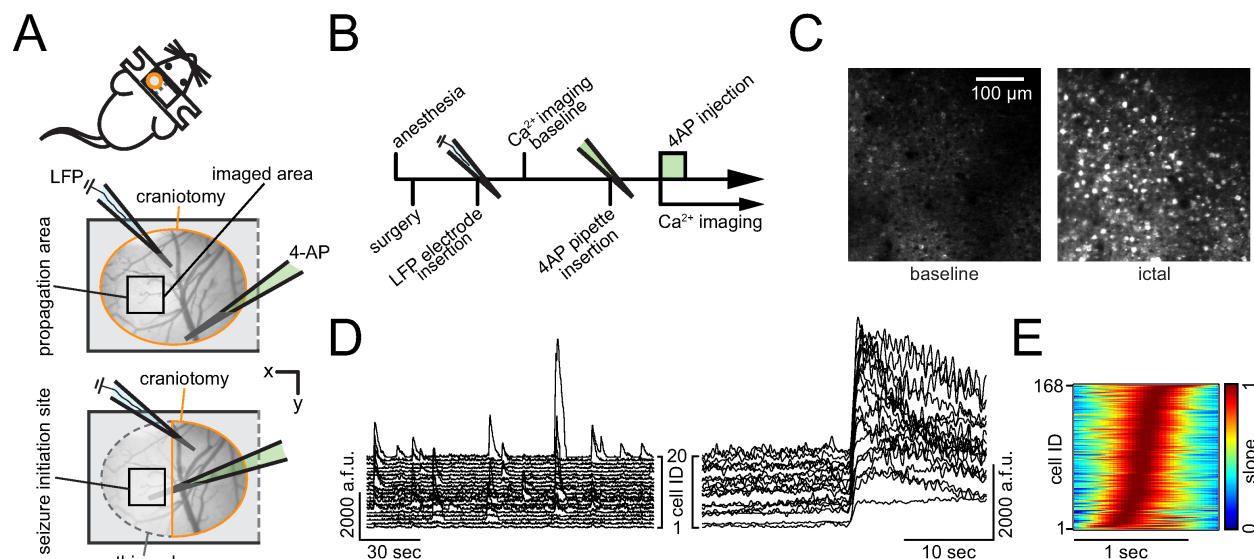 A
LFP
craniotomy
imaged area
4-AP
propagation area
craniotomy
x
y
seizure initiation site
B
anesthesia
surgery
LFP electrode
insertion
Ca²⁺ imaging
baseline
4AP pipette
insertion
4AP injection
Ca²⁺ imaging
C
100 µm
baseline
ictal
D
2000 a.f.u.
30 sec
20
cell ID
1
2000 a.f.u.
10 sec
E
168
cell ID
1
1 sec
1
slope
0